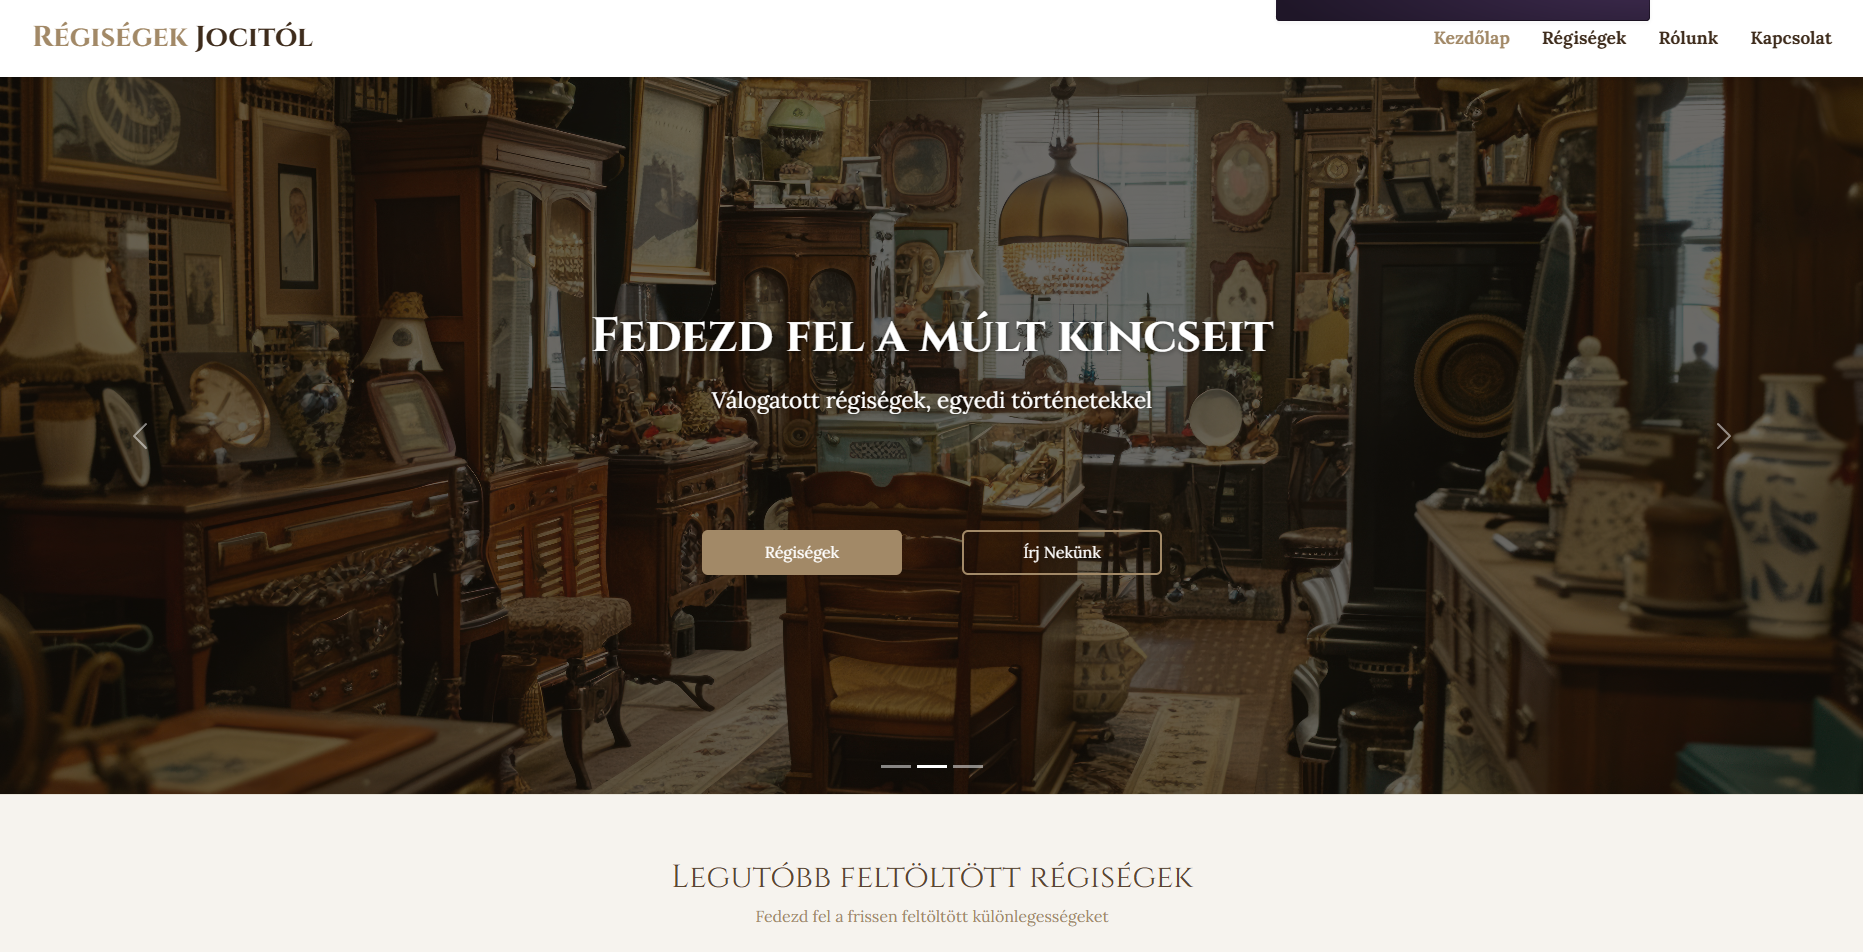 Régiségek Jocitól
Kezdőlap Régiségek Rólunk Kapcsolat
Fedezd fel a múlt kincseit
Válogatott régiségek, egyedi történetekkel
Régiségek Írj Nekünk
Legutóbb feltöltött régiségek
Fedezd fel a frissen feltöltött különlegességeket